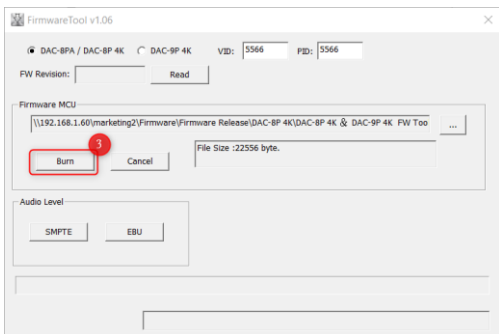 FirmwareTool v1.06
DAC-8PA / DAC-8P 4K DAC-9P 4K VID: 5566 PID: 5566
FW Revision: Read
Firmware MCU
\\192.168.1.60\marketing2\Firmware\Firmware Release\DAC-8P 4K\DAC-8P 4K & DAC-9P 4K FW Too ...
3
Burn Cancel File Size :22556 byte.
Audio Level
SMPTE EBU